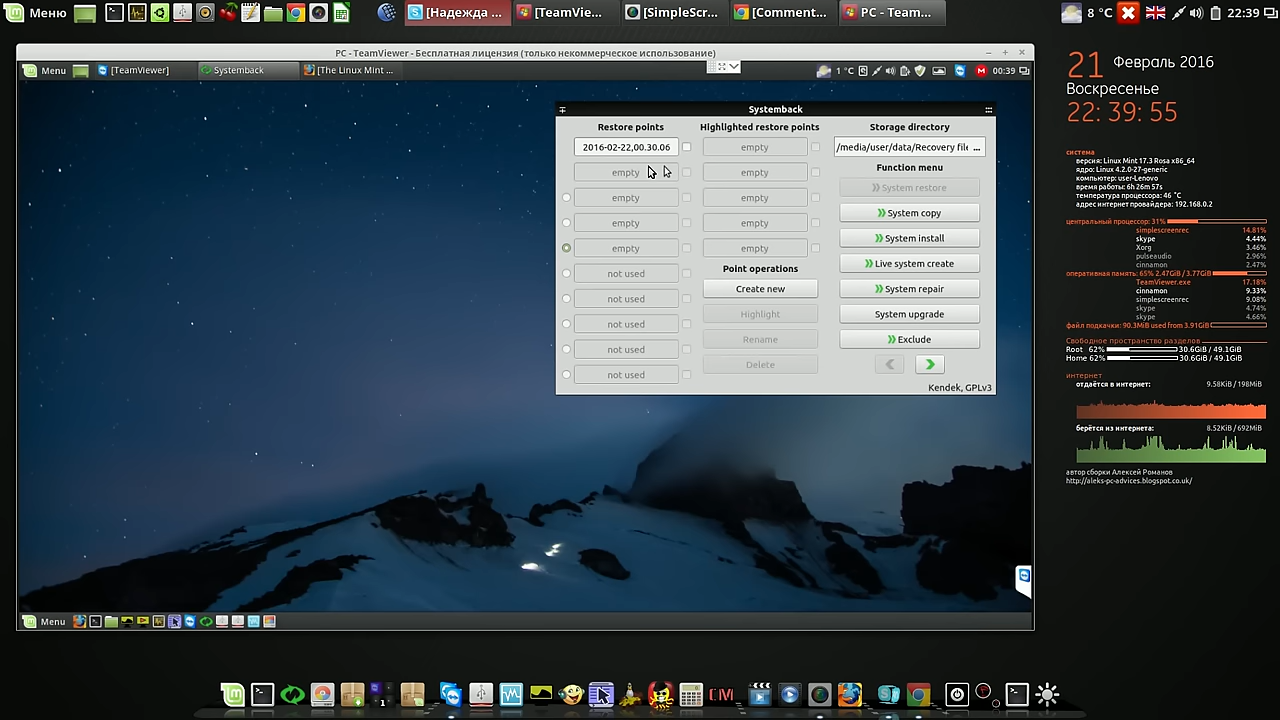 Меню
[Надежда ...
[TeamVie...
[SimpleScr...
[Comment...
PC - Team...
8 °C
22:39
PC - TeamViewer - Бесплатная лицензия (только некоммерческое использование)
Menu
[TeamViewer]
Systemback
[The Linux Mint ...
1 °C
00:39
Systemback
Restore points
Highlighted restore points
Storage directory
2016-02-22,00.30.06
empty
/media/user/data/Recovery file
...
empty
empty
Function menu
System restore
empty
empty
System copy
empty
empty
System install
empty
empty
Live system create
not used
Point operations
System repair
not used
Create new
System upgrade
not used
Highlight
Exclude
not used
Rename
not used
Delete
Kendek, GPLv3
Menu
21 Февраль 2016
Воскресенье
22: 39: 55
система
версия: Linux Mint 17.3 Rosa x86_64
ядро: Linux 4.2.0-27-generic
компьютер: user-Lenovo
время работы: 6h 26m 57s
температура процессора: 46 °C
адрес интернет провайдера: 192.168.0.2
центральный процессор: 31%
simplescreenrec 14.81%
skype 4.44%
Xorg 3.46%
pulseaudio 2.96%
cinnamon 2.47%
оперативная память: 65% 2.47GiB / 3.77GiB
TeamViewer.exe 17.18%
cinnamon 9.33%
simplescreenrec 9.08%
skype 4.74%
skype 4.66%
файл подкачки: 90.3MiB used from 3.91GiB
Свободное пространство разделов
Root 62% 30.6GiB / 49.1GiB
Home 62% 30.6GiB / 49.1GiB
интернет
отдаётся в интернет: 9.58KiB / 198MiB
берётся из интернета: 8.52KiB / 692MiB
автор сборки Алексей Романов
http://aleks-pc-advices.blogspot.co.uk/